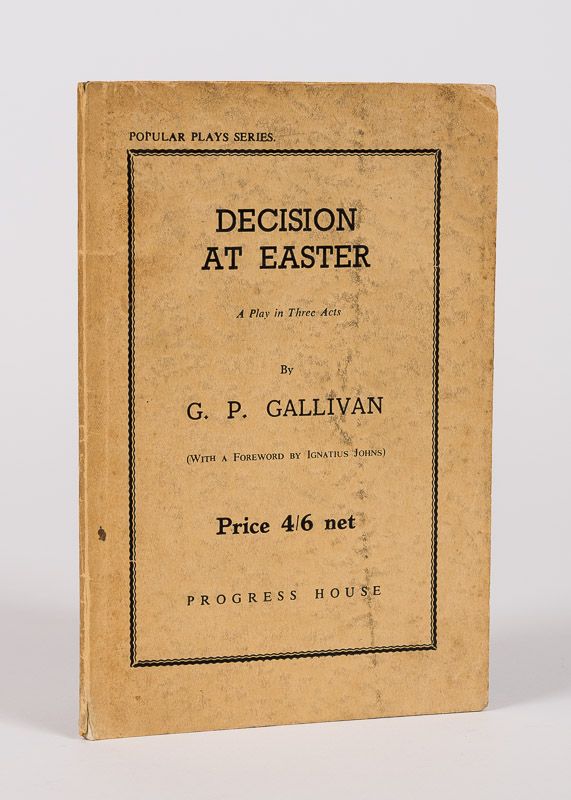 POPULAR PLAYS SERIES.
DECISION
AT EASTER
A Play in Three Acts
By
G. P. GALLIVAN
(WITH A FOREWORD BY IGNATIUS JOHNS)
Price 4/6 net
PROGRESS HOUSE